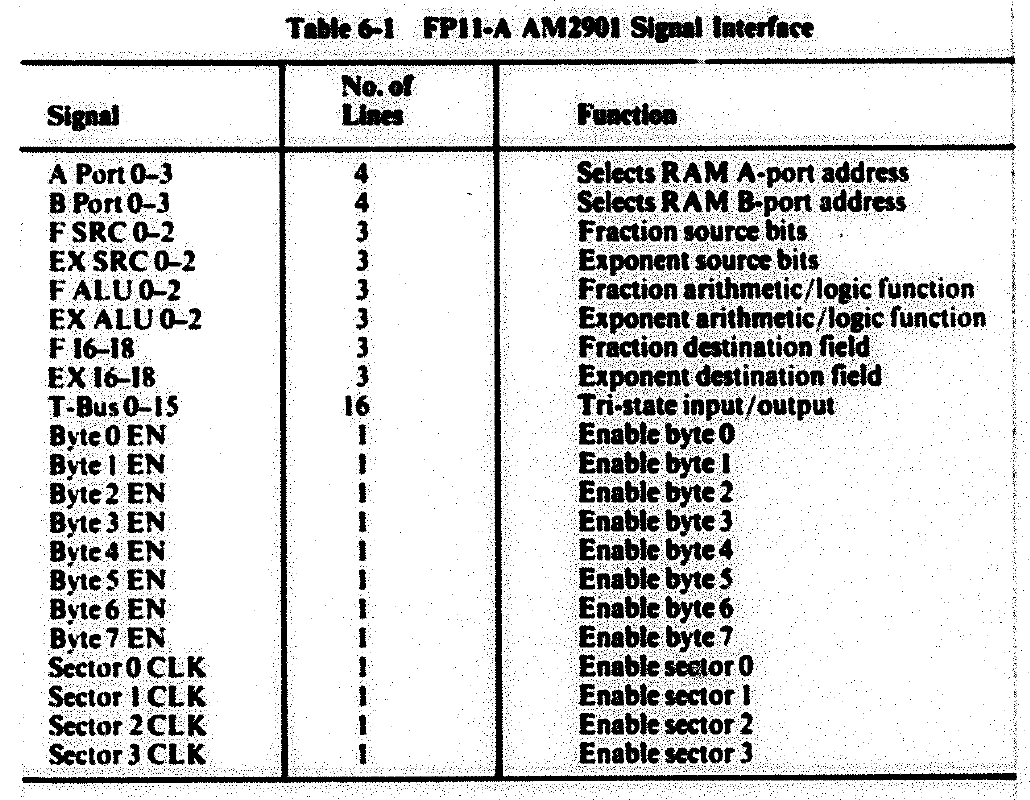 Table 6-1 FP11-A AM2901 Signal Interface
No. of
Signal Lines Function
A Port 0–3 4 Selects RAM A-port address
B Port 0–3 4 Selects RAM B-port address
F SRC 0–2 3 Fraction source bits
EX SRC 0–2 3 Exponent source bits
F ALU 0–2 3 Fraction arithmetic/logic function
EX ALU 0–2 3 Exponent arithmetic/logic function
F 16–18 3 Fraction destination field
EX 16–18 3 Exponent destination field
T-Bus 0–15 16 Tri-state input/output
Byte 0 EN 1 Enable byte 0
Byte 1 EN 1 Enable byte 1
Byte 2 EN 1 Enable byte 2
Byte 3 EN 1 Enable byte 3
Byte 4 EN 1 Enable byte 4
Byte 5 EN 1 Enable byte 5
Byte 6 EN 1 Enable byte 6
Byte 7 EN 1 Enable byte 7
Sector 0 CLK 1 Enable sector 0
Sector 1 CLK 1 Enable sector 1
Sector 2 CLK 1 Enable sector 2
Sector 3 CLK 1 Enable sector 3